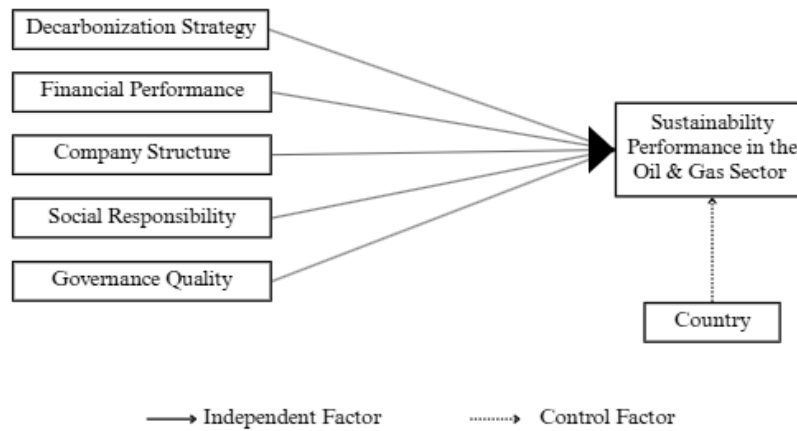 Decarbonization Strategy
Financial Performance
Company Structure
Social Responsibility
Governance Quality
Sustainability
Performance in the
Oil & Gas Sector
Country
Independent Factor
Control Factor